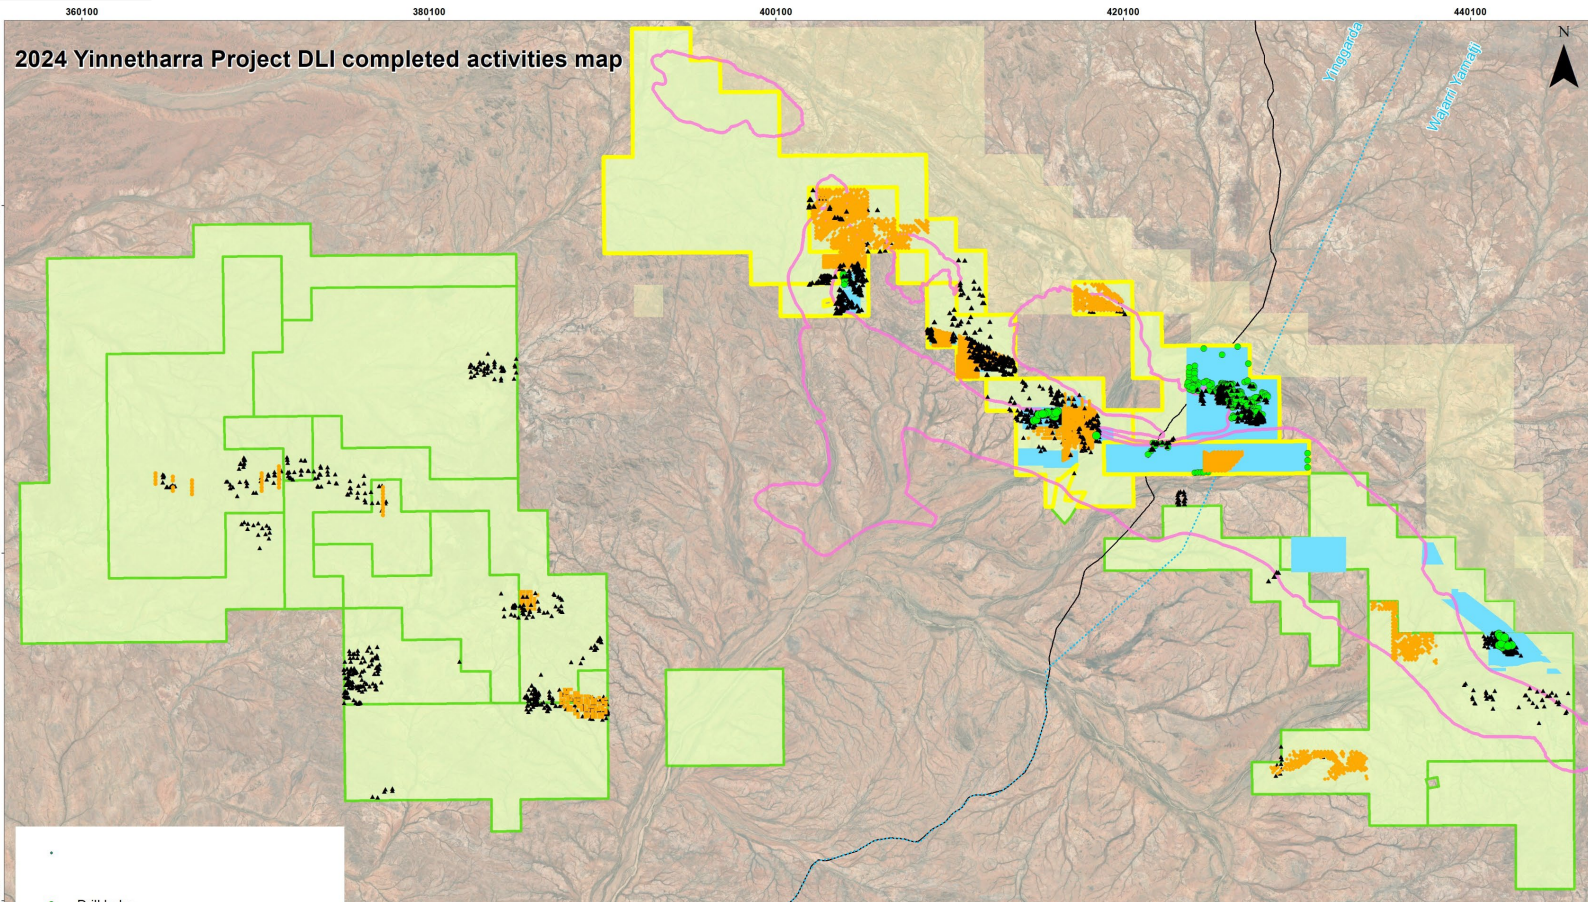 360100 380100 400100 420100 440100
2024 Yinnetharra Project DLI completed activities map
N
Yinggarda
Wajarri Yamatji